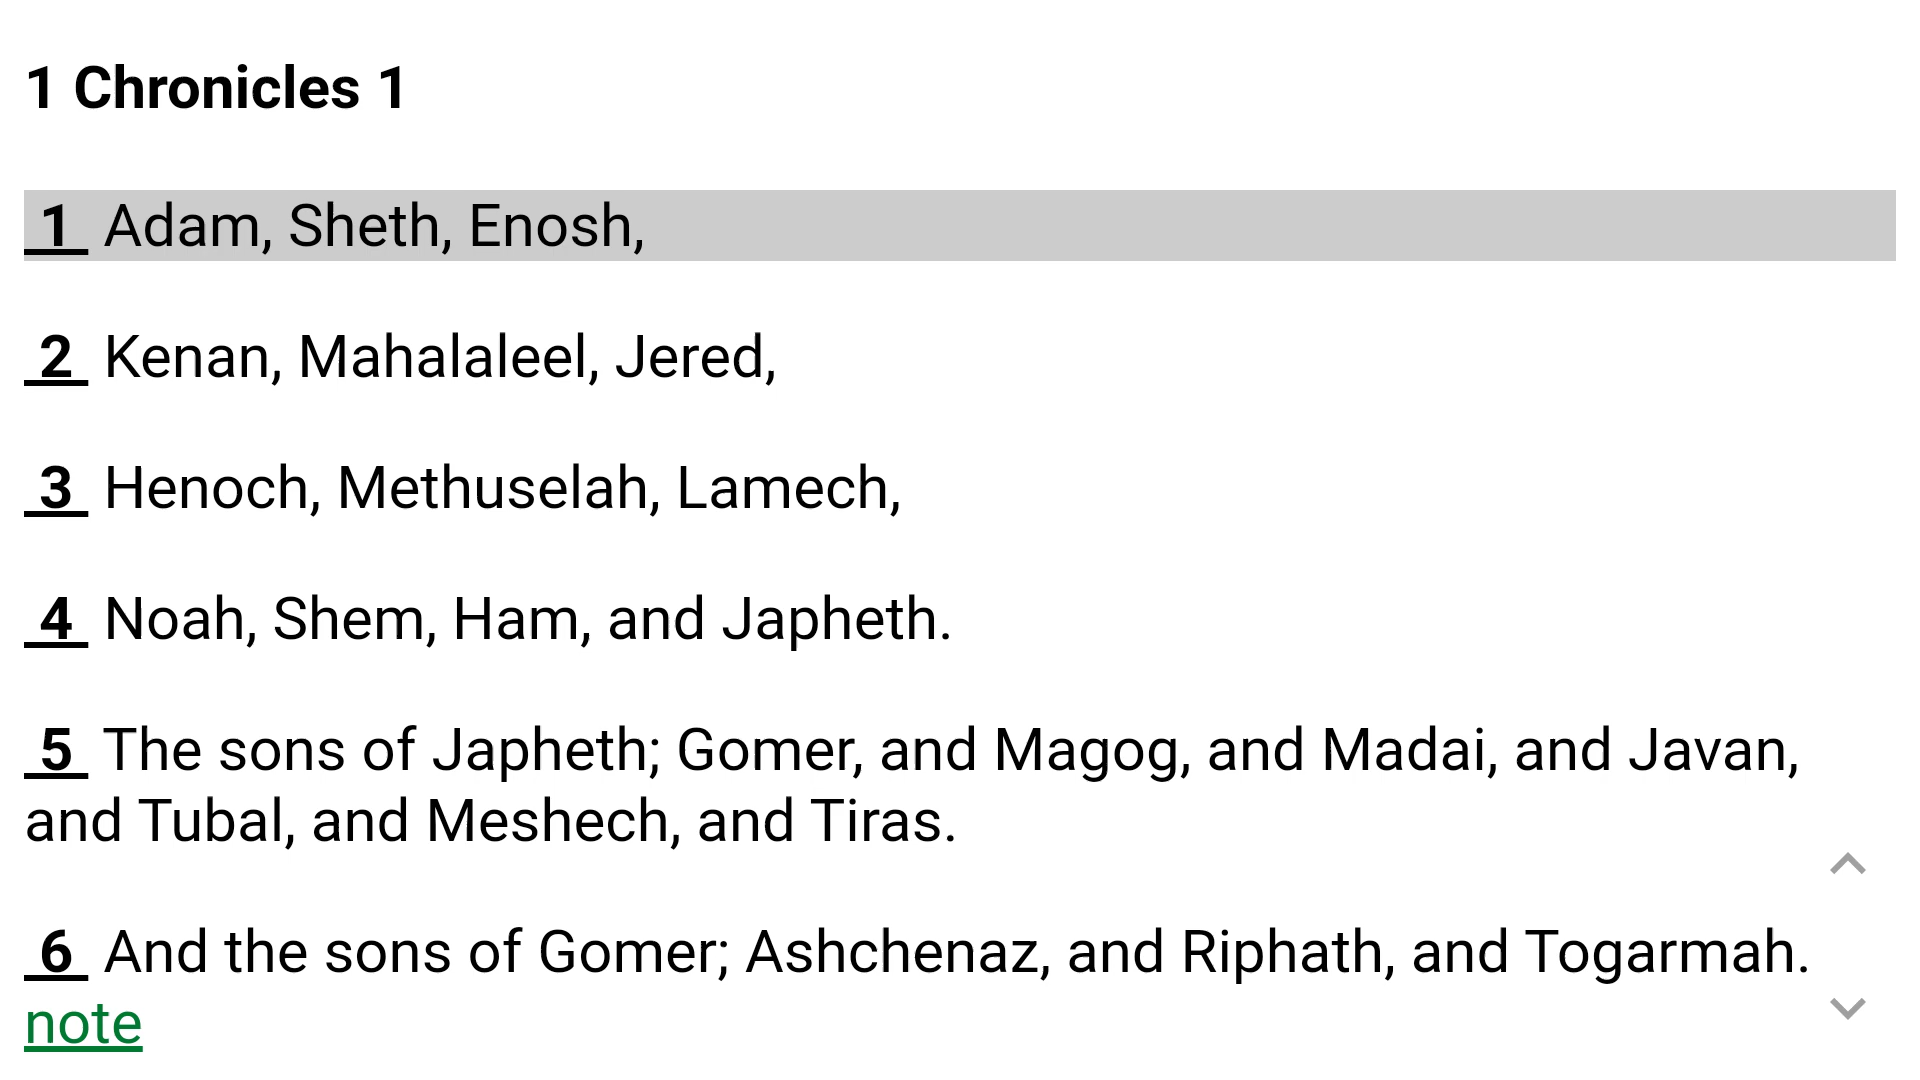 1 Chronicles 1
1 Adam, Sheth, Enosh,
2 Kenan, Mahalaleel, Jered,
3 Henoch, Methuselah, Lamech,
4 Noah, Shem, Ham, and Japheth.
5 The sons of Japheth; Gomer, and Magog, and Madai, and Javan,
and Tubal, and Meshech, and Tiras.
6 And the sons of Gomer; Ashchenaz, and Riphath, and Togarmah.
note